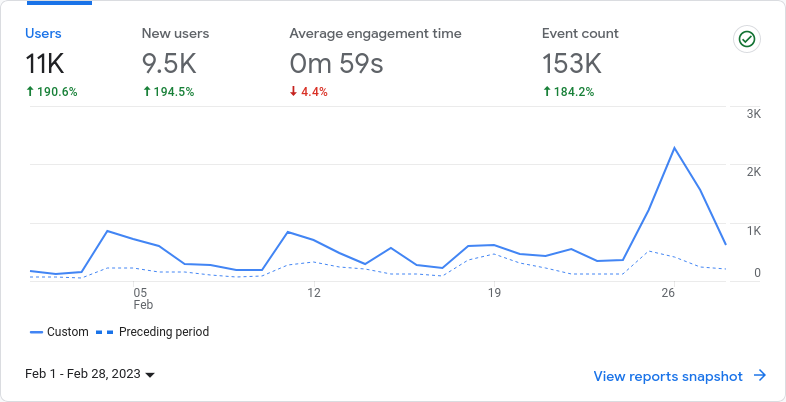 Users New users Average engagement time Event count
11K 9.5K 0m 59s 153K
190.6% 194.5% 4.4% 184.2%
3K
2K
1K
0
05 12 19 26
Feb
Custom Preceding period
Feb 1 - Feb 28, 2023 View reports snapshot